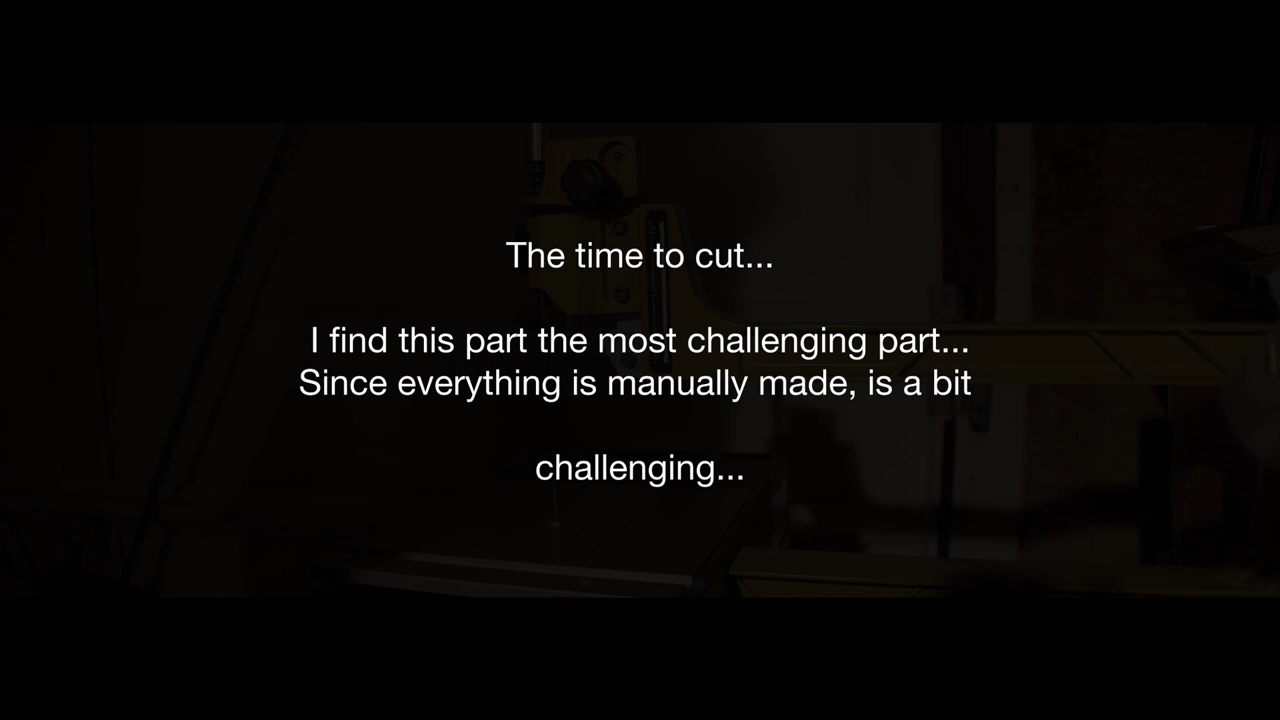 The time to cut...
I find this part the most challenging part...
Since everything is manually made, is a bit
challenging...